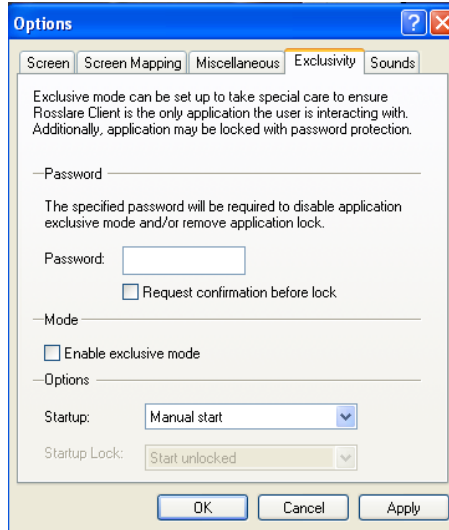 Options
Screen Screen Mapping Miscellaneous Exclusivity Sounds
Exclusive mode can be set up to take special care to ensure
Rosslare Client is the only application the user is interacting with.
Additionally, application may be locked with password protection.
Password
The specified password will be required to disable application
exclusive mode and/or remove application lock.
Password:
Request confirmation before lock
Mode
Enable exclusive mode
Options
Startup: Manual start
Startup Lock: Start unlocked
OK Cancel Apply